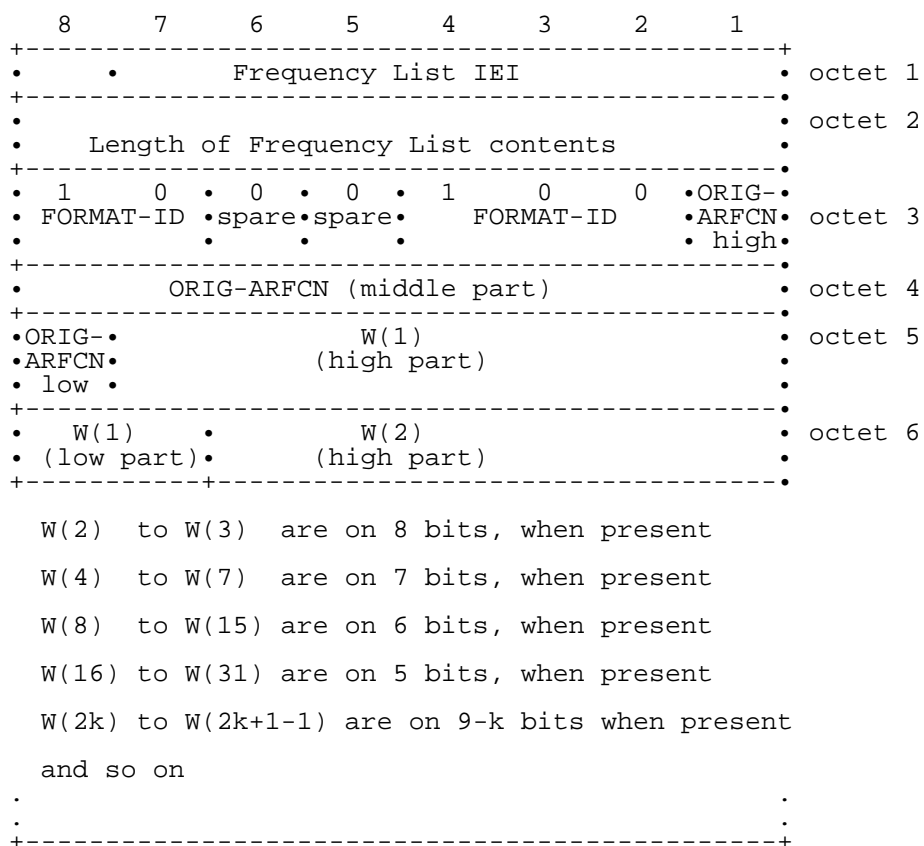 8 7 6 5 4 3 2 1
+-----------------------------------------------+
• • Frequency List IEI • octet 1
+-----------------------------------------------•
• • octet 2
• Length of Frequency List contents •
+-----------------------------------------------•
• 1 0 • 0 • 0 • 1 0 0 •ORIG-•
• FORMAT-ID •spare•spare• FORMAT-ID •ARFCN• octet 3
• • • • • high•
+-----------------------------------------------•
• ORIG-ARFCN (middle part) • octet 4
+-----------------------------------------------•
•ORIG-• W(1) • octet 5
•ARFCN• (high part) •
• low • •
+-----------------------------------------------•
• W(1) • W(2) • octet 6
• (low part)• (high part) •
+-----------+-----------------------------------•
W(2) to W(3) are on 8 bits, when present
W(4) to W(7) are on 7 bits, when present
W(8) to W(15) are on 6 bits, when present
W(16) to W(31) are on 5 bits, when present
W(2k) to W(2k+1-1) are on 9-k bits when present
and so on
. .
. .
+-----------------------------------------------+